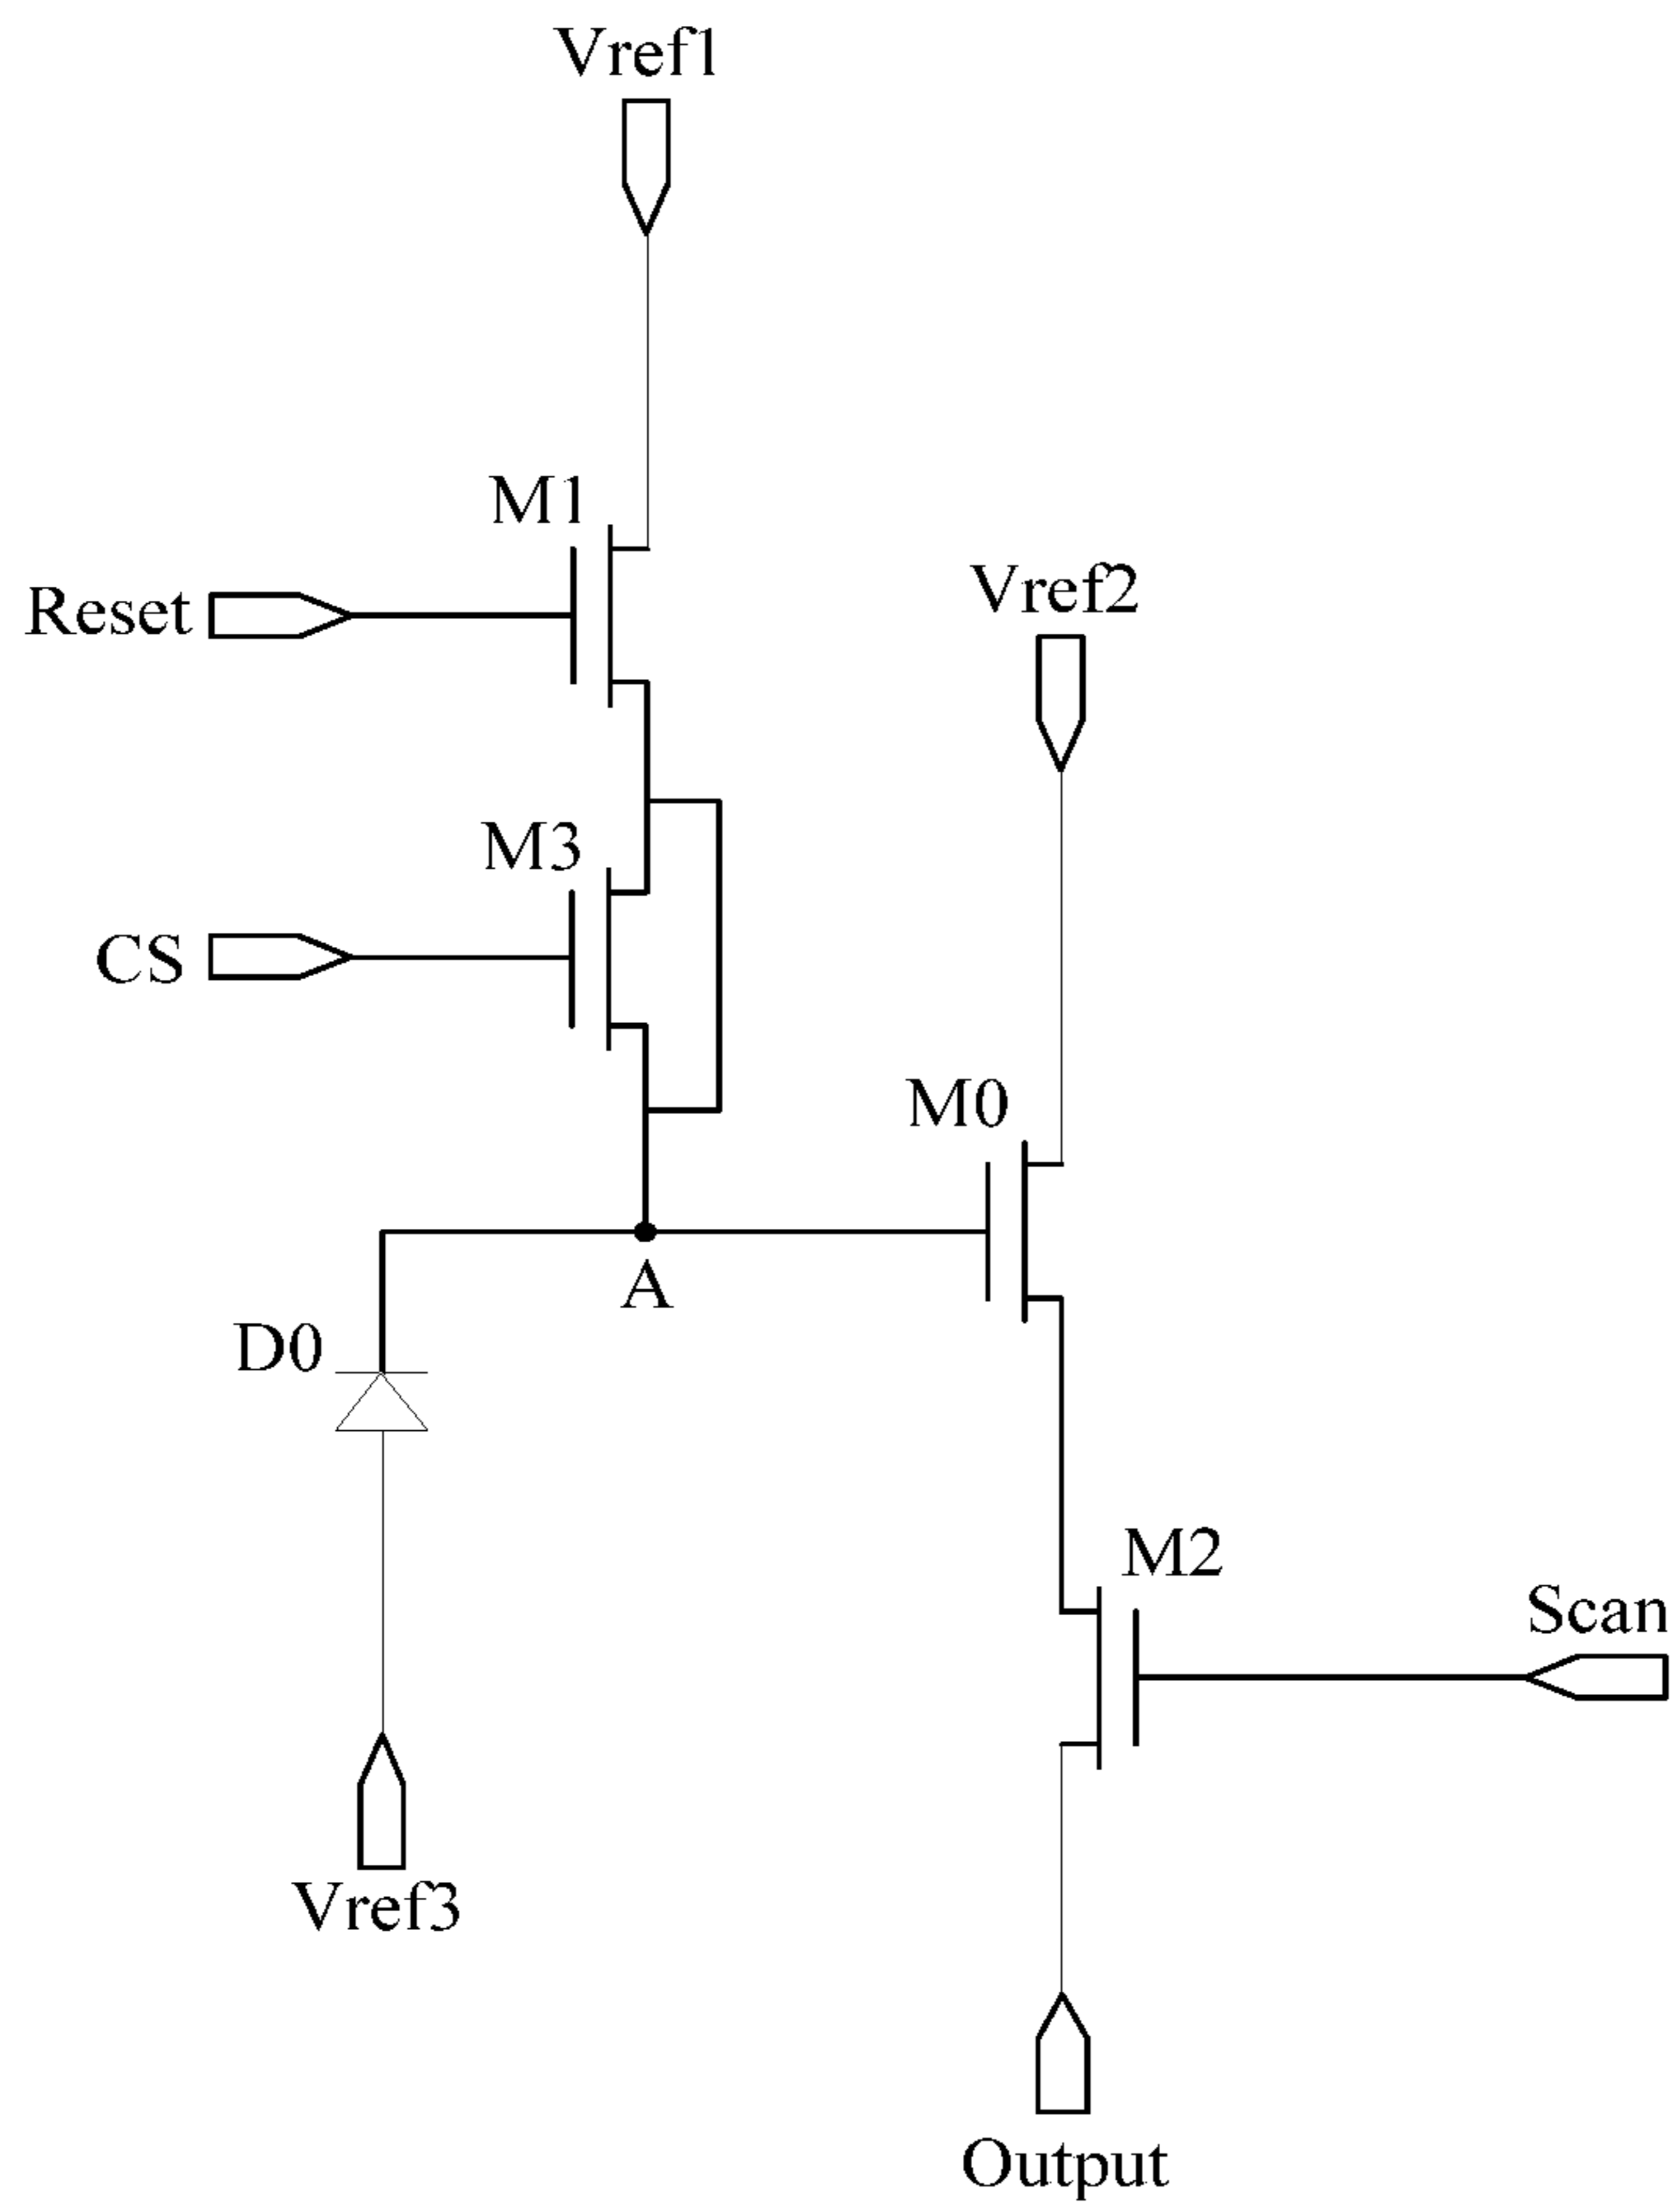 Vref1
M1
Reset
Vref2
M3
CS
M0
A
D0
M2
Scan
Vref3
Output